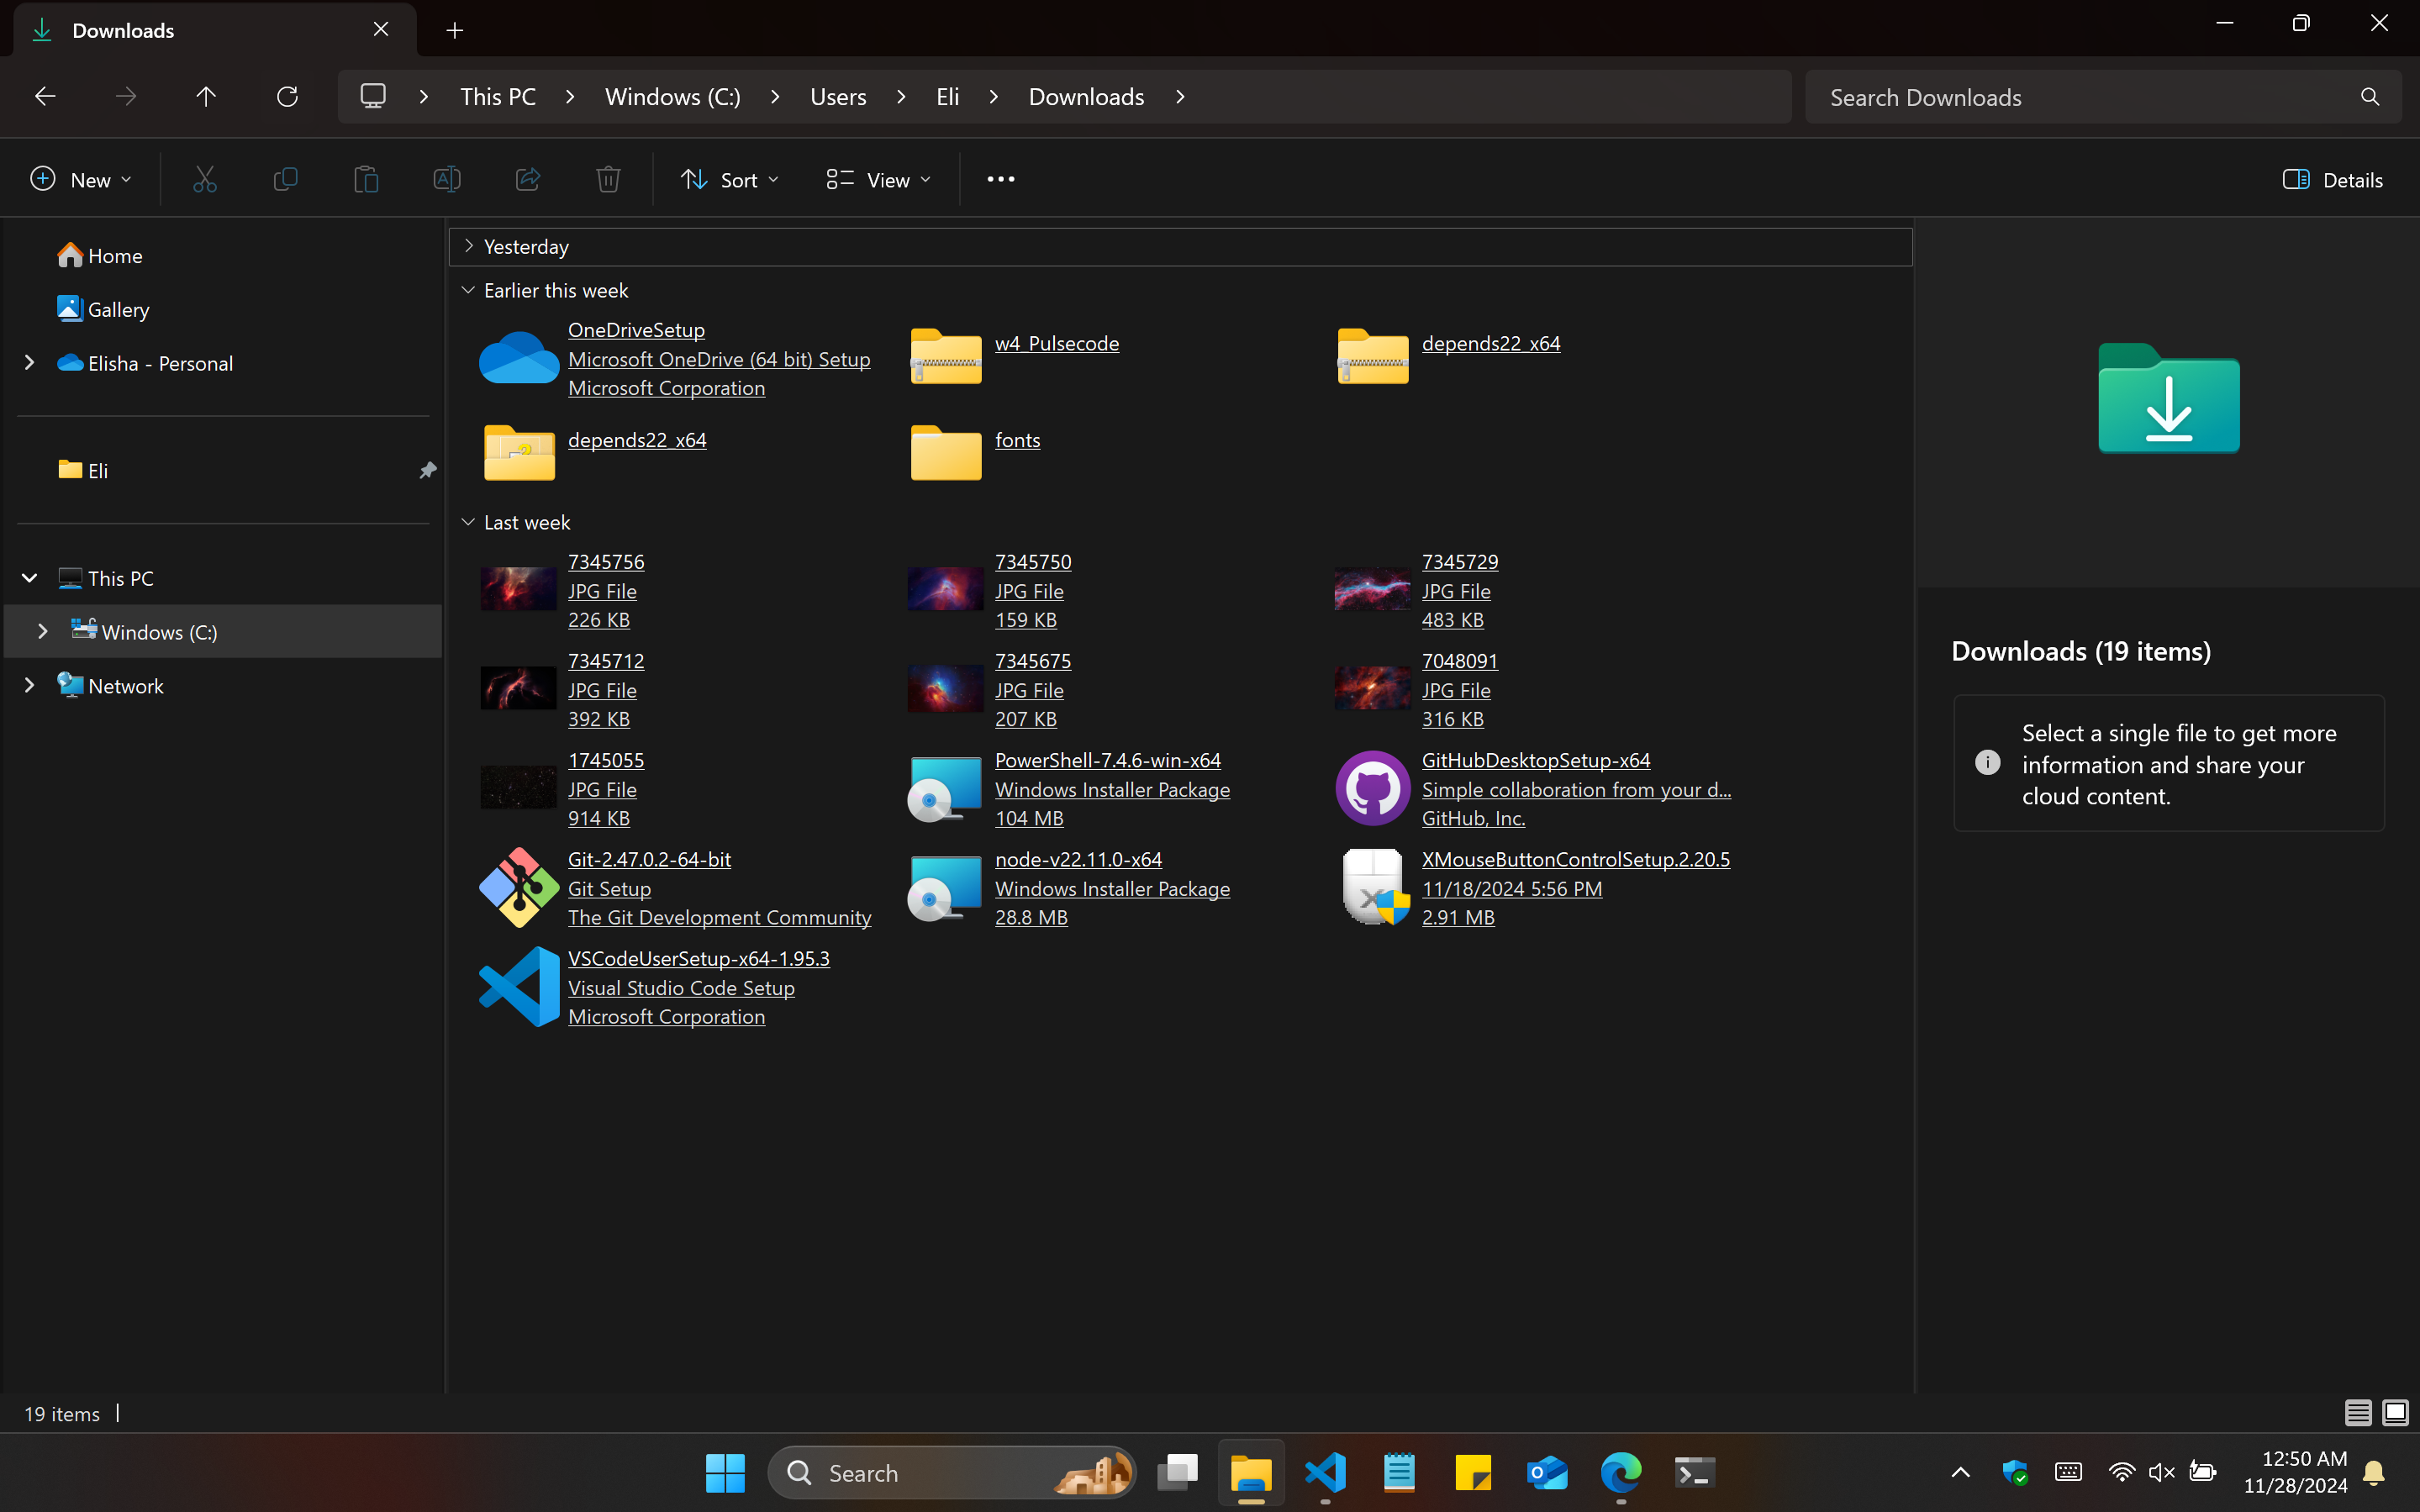 Downloads
This PC
Windows (C:)
Users
Eli
Downloads
Search Downloads
New
Sort
View
Details
Home
Gallery
Elisha - Personal
Eli
This PC
Windows (C:)
Network
Yesterday
Earlier this week
OneDriveSetup
Microsoft OneDrive (64 bit) Setup
Microsoft Corporation
w4_Pulsecode
depends22_x64
depends22_x64
fonts
Last week
7345756
JPG File
226 KB
7345750
JPG File
159 KB
7345729
JPG File
483 KB
7345712
JPG File
392 KB
7345675
JPG File
207 KB
7048091
JPG File
316 KB
1745055
JPG File
914 KB
PowerShell-7.4.6-win-x64
Windows Installer Package
104 MB
GitHubDesktopSetup-x64
Simple collaboration from your d...
GitHub, Inc.
Git-2.47.0.2-64-bit
Git Setup
The Git Development Community
node-v22.11.0-x64
Windows Installer Package
28.8 MB
XMouseButtonControlSetup.2.20.5
11/18/2024 5:56 PM
2.91 MB
VSCodeUserSetup-x64-1.95.3
Visual Studio Code Setup
Microsoft Corporation
Downloads (19 items)
Select a single file to get more
information and share your
cloud content.
19 items
Search
12:50 AM
11/28/2024